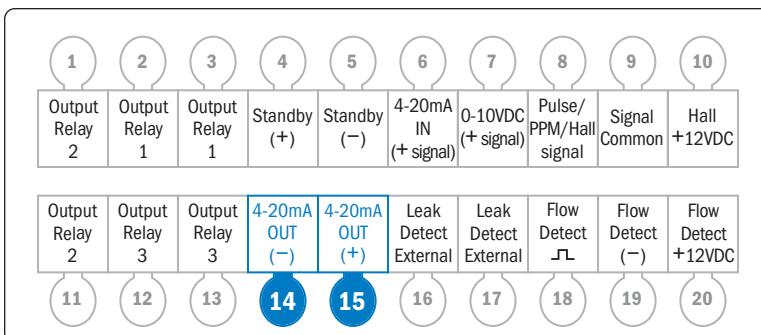 1 2 3 4 5 6 7 8 9 10
Output Relay 2
Output Relay 1
Output Relay 1
Standby (+)
Standby (−)
4-20mA IN (+ signal)
0-10VDC (+ signal)
Pulse/ PPM/Hall signal
Signal Common
Hall +12VDC
Output Relay 2
Output Relay 3
Output Relay 3
4-20mA OUT (−)
4-20mA OUT (+)
Leak Detect External
Leak Detect External
Flow Detect
Flow Detect (−)
Flow Detect +12VDC
11 12 13 14 15 16 17 18 19 20